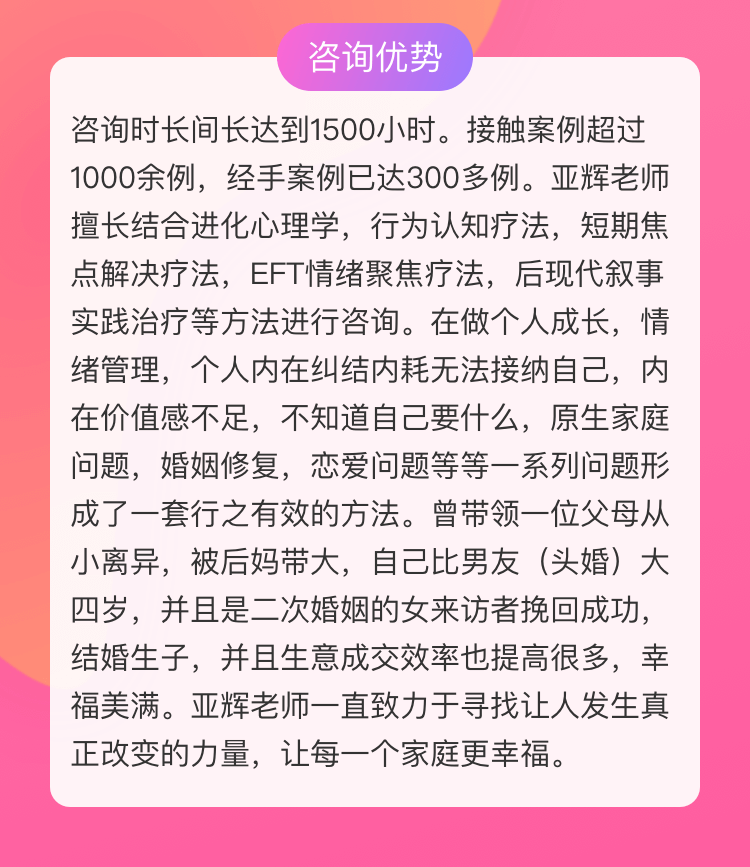 咨询优势
咨询时长间长达到1500小时。接触案例超过
1000余例，经手案例已达300多例。亚辉老师
擅长结合进化心理学，行为认知疗法，短期焦
点解决疗法，EFT情绪聚焦疗法，后现代叙事
实践治疗等方法进行咨询。在做个人成长，情
绪管理，个人内在纠结内耗无法接纳自己，内
在价值感不足，不知道自己要什么，原生家庭
问题，婚姻修复，恋爱问题等等一系列问题形
成了一套行之有效的方法。曾带领一位父母从
小离异，被后妈带大，自己比男友（头婚）大
四岁，并且是二次婚姻的女来访者挽回成功，
结婚生子，并且生意成交效率也提高很多，幸
福美满。亚辉老师一直致力于寻找让人发生真
正改变的力量，让每一个家庭更幸福。